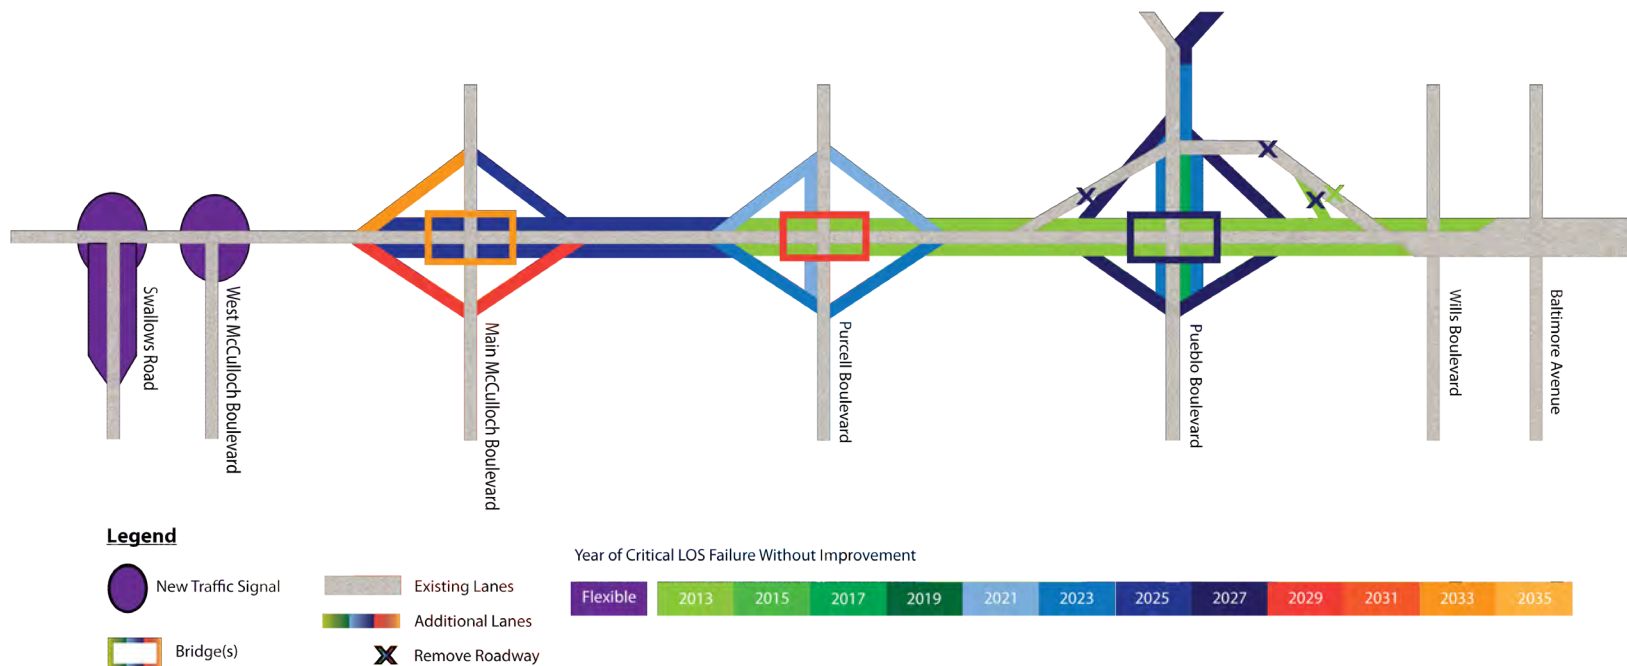 Swallows Road
West McCulloch Boulevard
Main McCulloch Boulevard
Purcell Boulevard
Pueblo Boulevard
Wills Boulevard
Baltimore Avenue
Legend
New Traffic Signal
Bridge(s)
Existing Lanes
Additional Lanes
X Remove Roadway
Year of Critical LOS Failure Without Improvement
Flexible 2013 2015 2017 2019 2021 2023 2025 2027 2029 2031 2033 2035